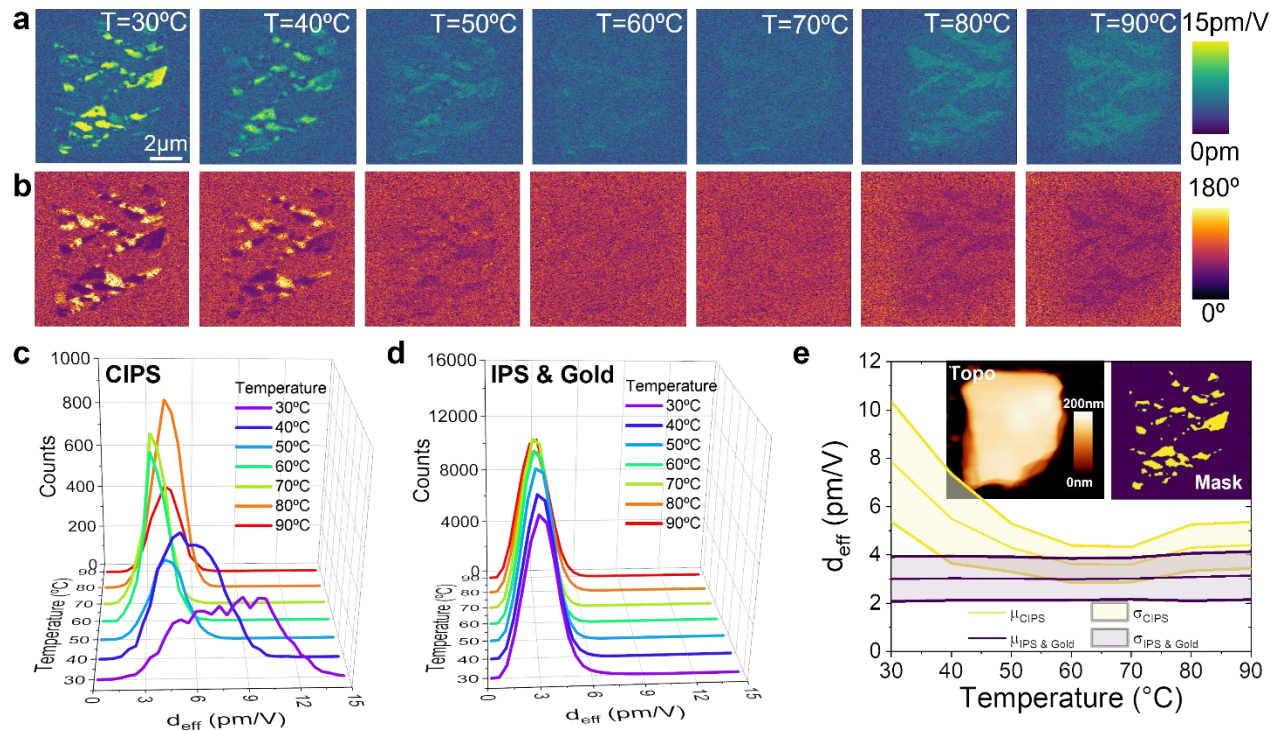 a
T=30ºC
T=40ºC
T=50ºC
T=60ºC
T=70ºC
T=80ºC
T=90ºC
15pm/V
2µm
0pm
b
180º
0º
c
CIPS
1000
800
600
400
200
0
Counts
Temperature
30ºC
40ºC
50ºC
60ºC
70ºC
80ºC
90ºC
90
80
70
60
50
40
30
Temperature (ºC)
0
3
6
9
12
15
d_eff (pm/V)
d
IPS & Gold
16000
12000
8000
4000
0
Counts
Temperature
30ºC
40ºC
50ºC
60ºC
70ºC
80ºC
90ºC
90
80
70
60
50
40
30
Temperature (ºC)
0
3
6
9
12
15
d_eff (pm/V)
e
12
10
8
6
4
2
0
d_eff (pm/V)
Topo
200nm
0nm
Mask
µCIPS
σCIPS
µIPS & Gold
σIPS & Gold
30
40
50
60
70
80
90
Temperature (°C)